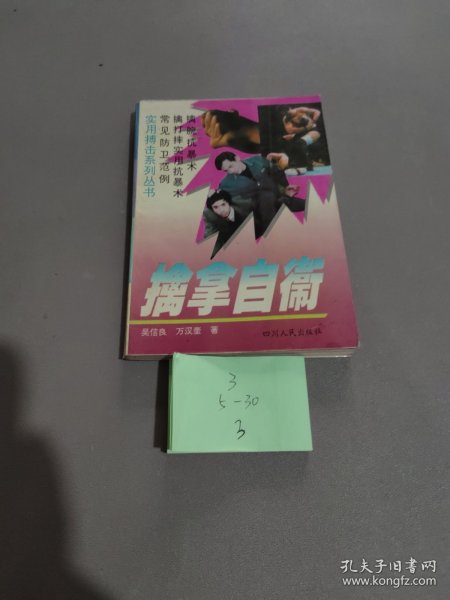 擒腕抗暴术
擒打摔实用抗暴术
常见防卫范例
实用搏击系列丛书
擒拿自衛
吴信良 万汉奎 著
四川人民出版社
3
5-30
3
孔夫子旧书网
www.kongfz.com